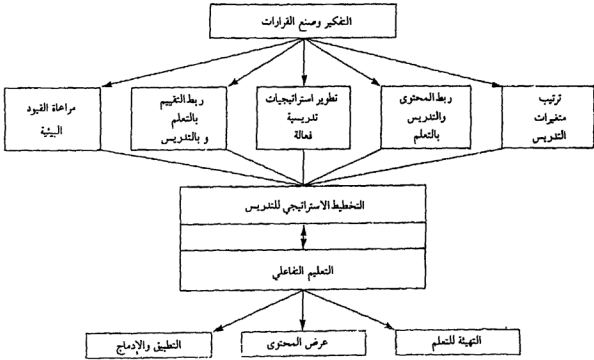 التفكير وصنع القرارات
ترتيب
متغيرات
التدريس
ربط المحتوى
والتدريس
بالتعلم
تطوير استراتيجيات
تدريسية
فعالة
ربط التقييم
بالتعلم
و بالتدريس
مراعاة القيود
البيئية
التخطيط الاستراتيجي للتدريس
التعليم التفاعلي
التهيئة للتعلم
عرض المحتوى
التطبيق والإدماج